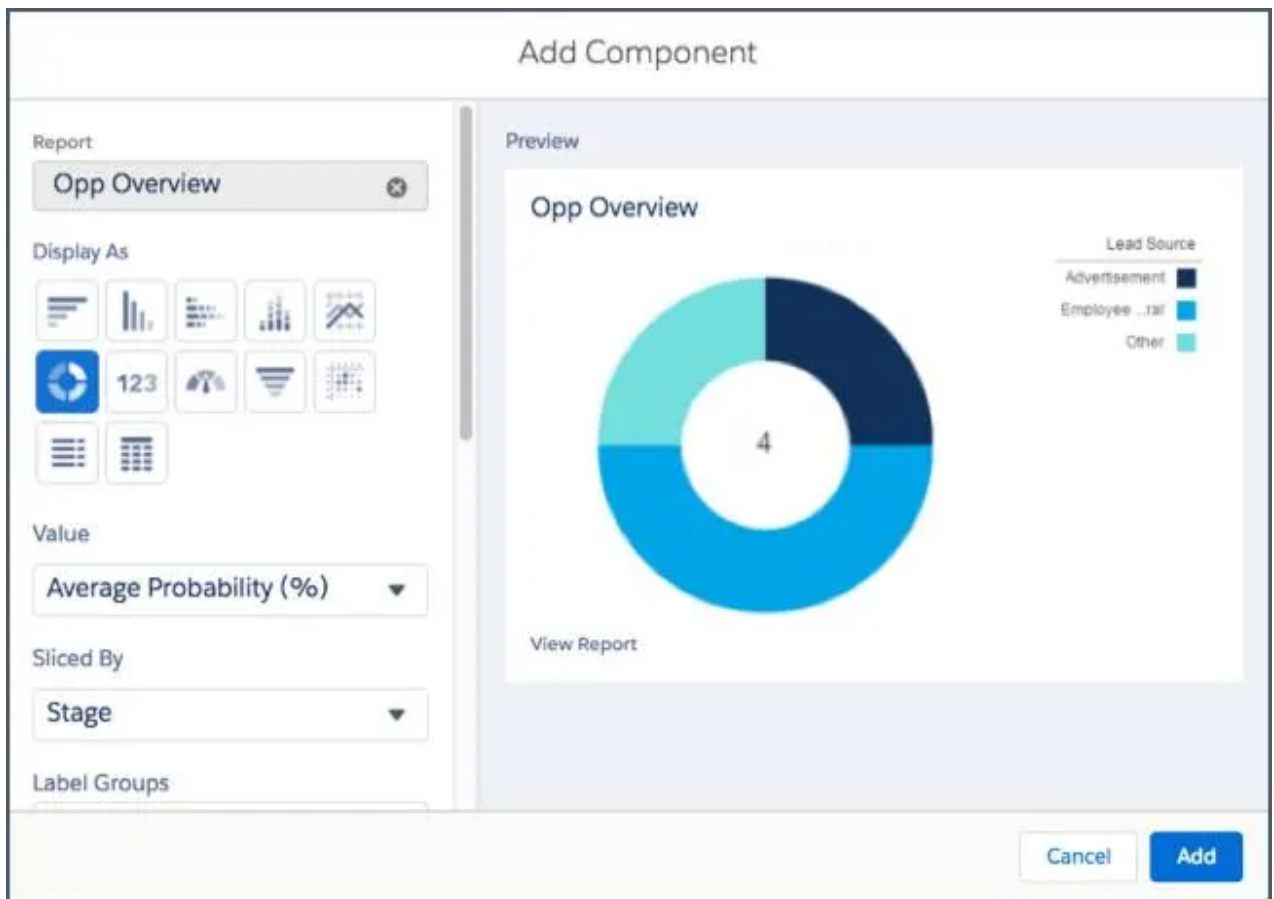 Add Component
Report
Opp Overview
Display As
123
Value
Average Probability (%)
Sliced By
Stage
Label Groups
Preview
Opp Overview
Lead Source
Advertisement
Employee ...ral
Other
4
View Report
Cancel
Add